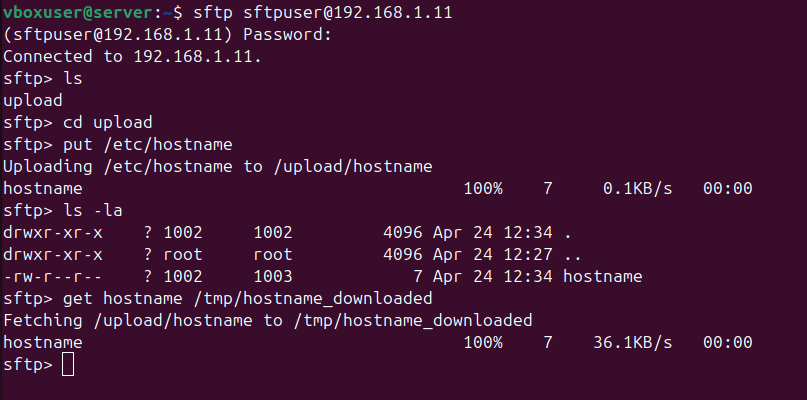 vboxuser@server:~$ sftp sftpuser@192.168.1.11
(sftpuser@192.168.1.11) Password:
Connected to 192.168.1.11.
sftp> ls
upload
sftp> cd upload
sftp> put /etc/hostname
Uploading /etc/hostname to /upload/hostname
hostname                                      100%    7     0.1KB/s   00:00
sftp> ls -la
drwxr-xr-x    ? 1002     1002         4096 Apr 24 12:34 .
drwxr-xr-x    ? root     root         4096 Apr 24 12:27 ..
-rw-r--r--    ? 1002     1003            7 Apr 24 12:34 hostname
sftp> get hostname /tmp/hostname_downloaded
Fetching /upload/hostname to /tmp/hostname_downloaded
hostname                                      100%    7    36.1KB/s   00:00
sftp>